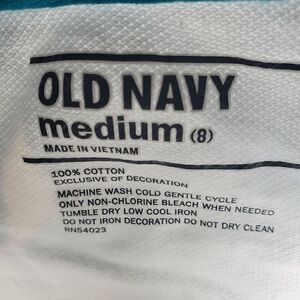 OLD NAVY
medium (8)
MADE IN VIETNAM
100% COTTON
EXCLUSIVE OF DECORATION
MACHINE WASH COLD GENTLE CYCLE
ONLY NON-CHLORINE BLEACH WHEN NEEDED
TUMBLE DRY LOW COOL IRON
DO NOT IRON DECORATION DO NOT DRY CLEAN
RN54023